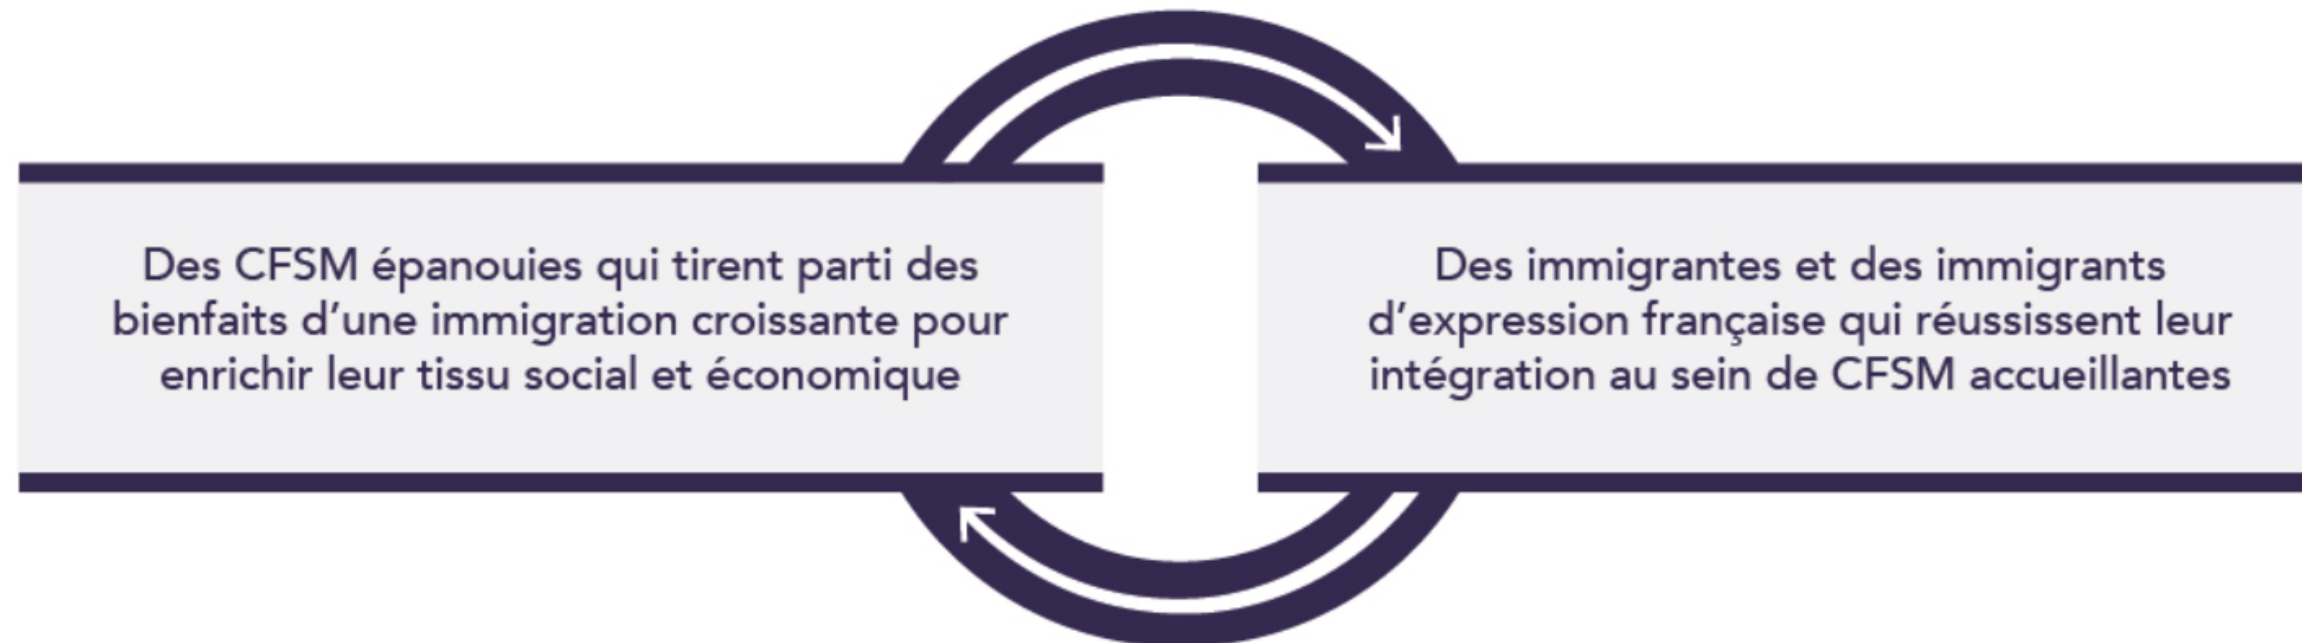 Des CFSM épanouies qui tirent parti des
bienfaits d’une immigration croissante pour
enrichir leur tissu social et économique
Des immigrantes et des immigrants
d’expression française qui réussissent leur
intégration au sein de CFSM accueillantes